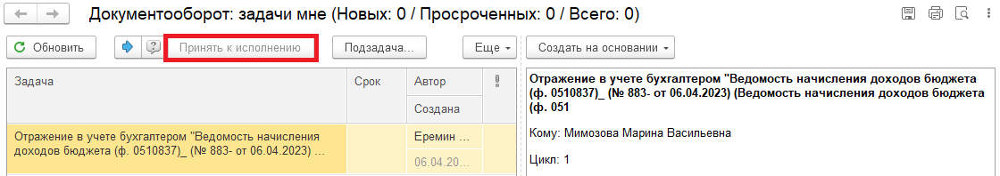 Документооборот: задачи мне (Новых: 0 / Просроченных: 0 / Всего: 0)
Обновить
Принять к исполнению
Подзадача...
Еще
Создать на основании
Задача
Срок
Автор
Создана
Отражение в учете бухгалтером "Ведомость начисления
доходов бюджета (ф. 0510837)_ (№ 883- от 06.04.2023) ...
Еремин ...
06.04.20...
Отражение в учете бухгалтером "Ведомость начисления доходов бюджета
(ф. 0510837)_ (№ 883- от 06.04.2023) (Ведомость начисления доходов бюджета
(ф. 051
Кому: Мимозова Марина Васильевна
Цикл: 1